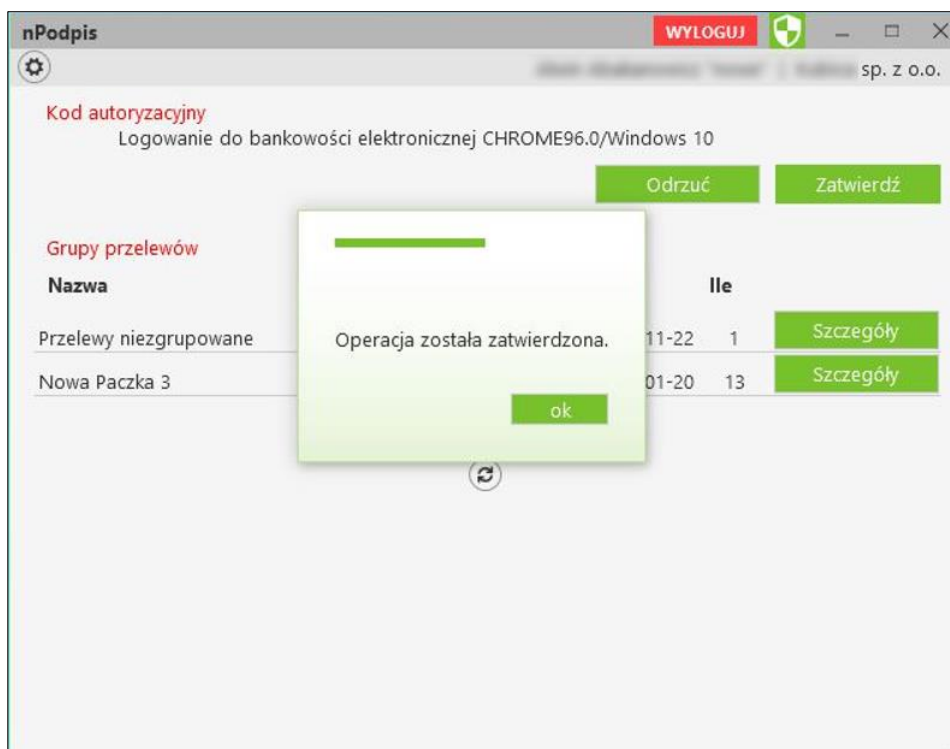 nPodpis
WYLOGUJ
sp. z o.o.
Kod autoryzacyjny
Logowanie do bankowości elektronicznej CHROME96.0/Windows 10
Odrzuć
Zatwierdź
Grupy przelewów
Nazwa
Ile
Przelewy niezgrupowane
11-22 1 Szczegóły
Nowa Paczka 3
01-20 13 Szczegóły
Operacja została zatwierdzona.
ok